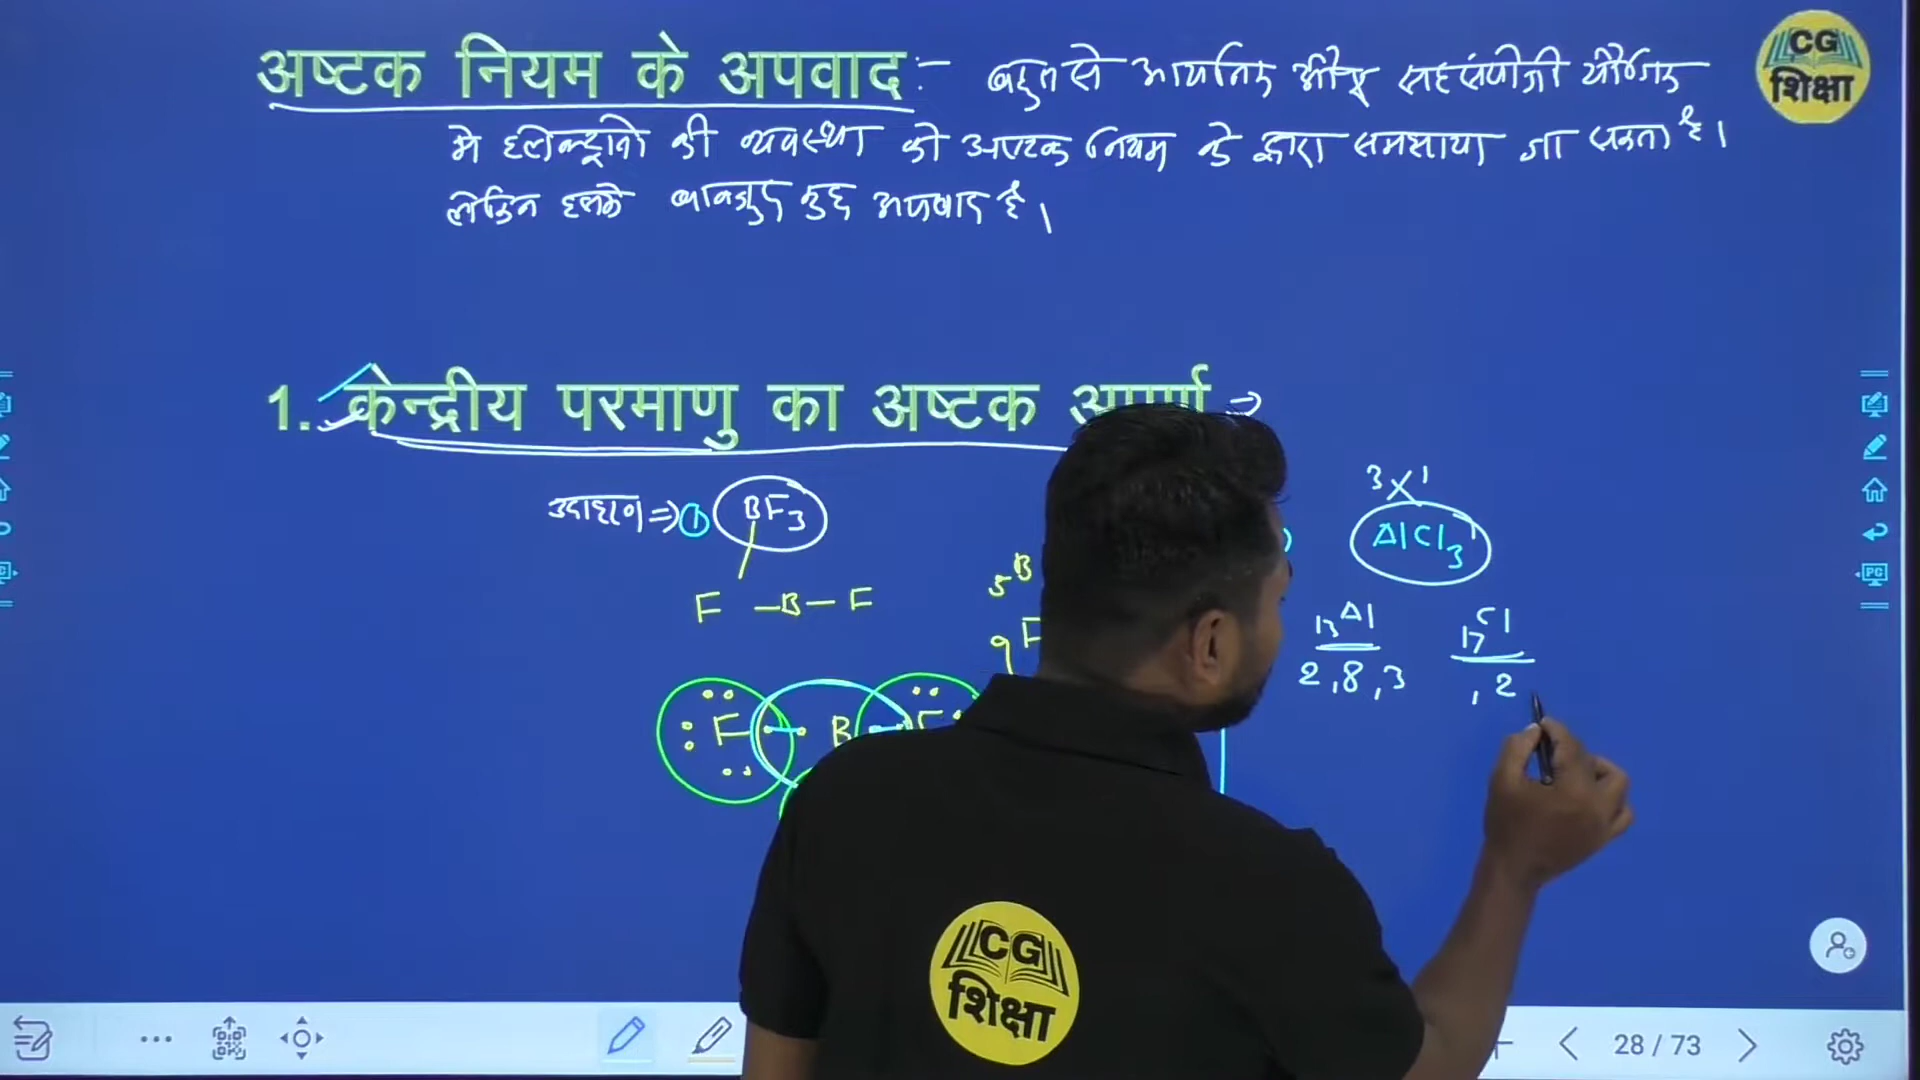 CG
शिक्षा
अष्टक नियम के अपवाद :- बहुत से आयनिक और सहसंयोजी यौगिक
मे इलेक्ट्रानो की व्यवस्था को अष्टक नियम के द्वारा समझाया जा सकता है।
लेकिन इसके बावजूद कुछ अपवाद है।
1. केन्द्रीय परमाणु का अष्टक अपूर्ण →
उदाहरण ⇒ ① BF₃
3 X 1
AlCl₃
F – B – F
₅B
₉F
₁₃Al ₁₇Cl
2,8,3 , 2
F B F
CG
शिक्षा
28 / 73